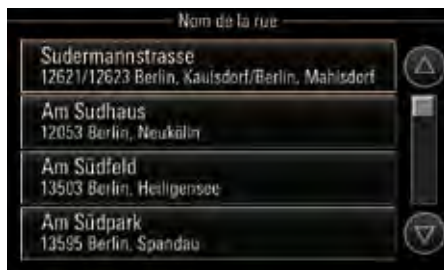 Nom de la rue
Sudermannstrasse
12621/12623 Berlin, Kaulsdorf/Berlin, Mahlsdorf
Am Sudhaus
12053 Berlin, Neukölln
Am Südfeld
13503 Berlin, Heiligensee
Am Südpark
13595 Berlin, Spandau